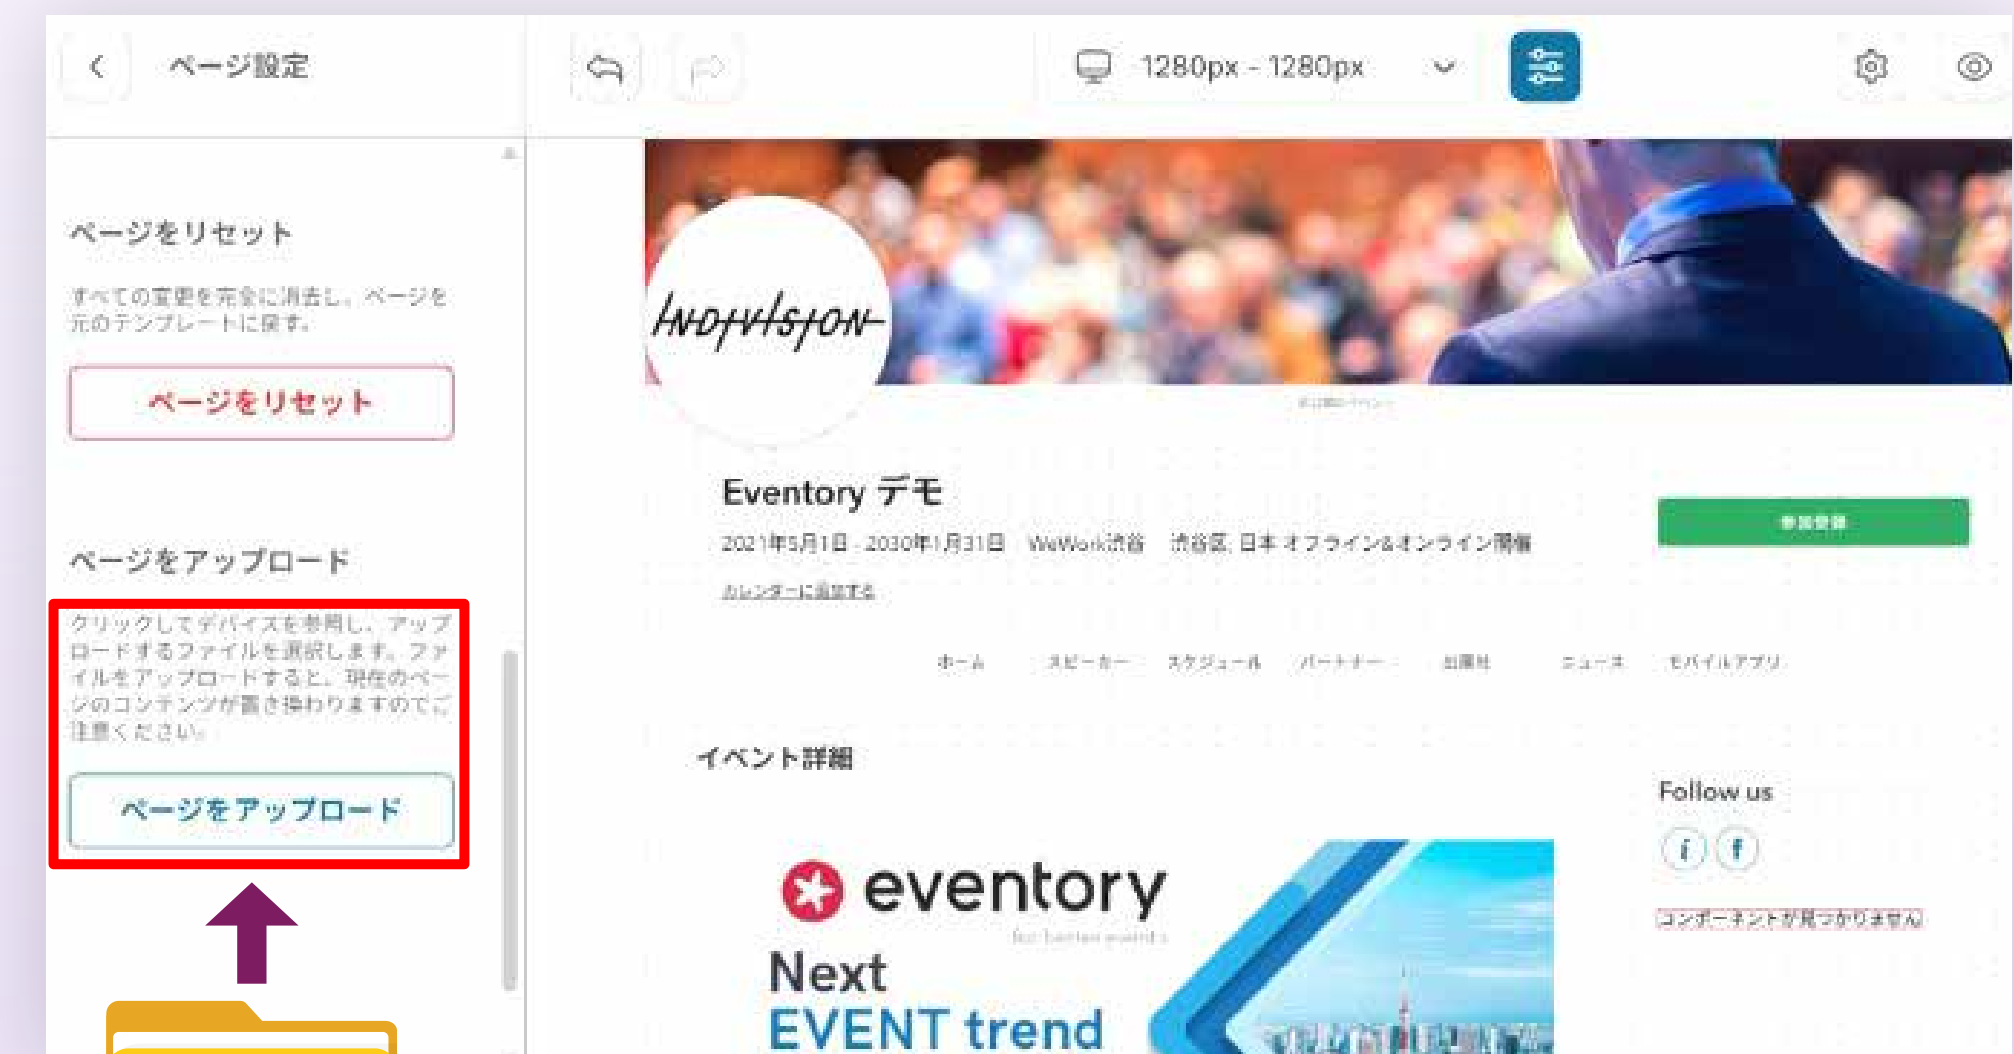 ページ設定
1280px - 1280px
ページをリセット
すべての変更を完全に消去し、ページを
元のテンプレートに戻す。
ページをリセット
ページをアップロード
クリックしてデバイスを参照し、アップ
ロードするファイルを選択します。ファ
イルをアップロードすると、現在のペー
ジのコンテンツが置き換わりますのでご
注意ください。
ページをアップロード
INDIVISION
Eventory デモ
2021年5月1日 - 2030年1月31日 WeWork渋谷 渋谷区, 日本 オフライン&オンライン開催
カレンダーに追加する
参加登録
ホーム スピーカー スケジュール パートナー 出展社 ニュース モバイルアプリ
イベント詳細
Follow us
i f
コンポーネントが見つかりません
eventory
for better events
Next
EVENT trend